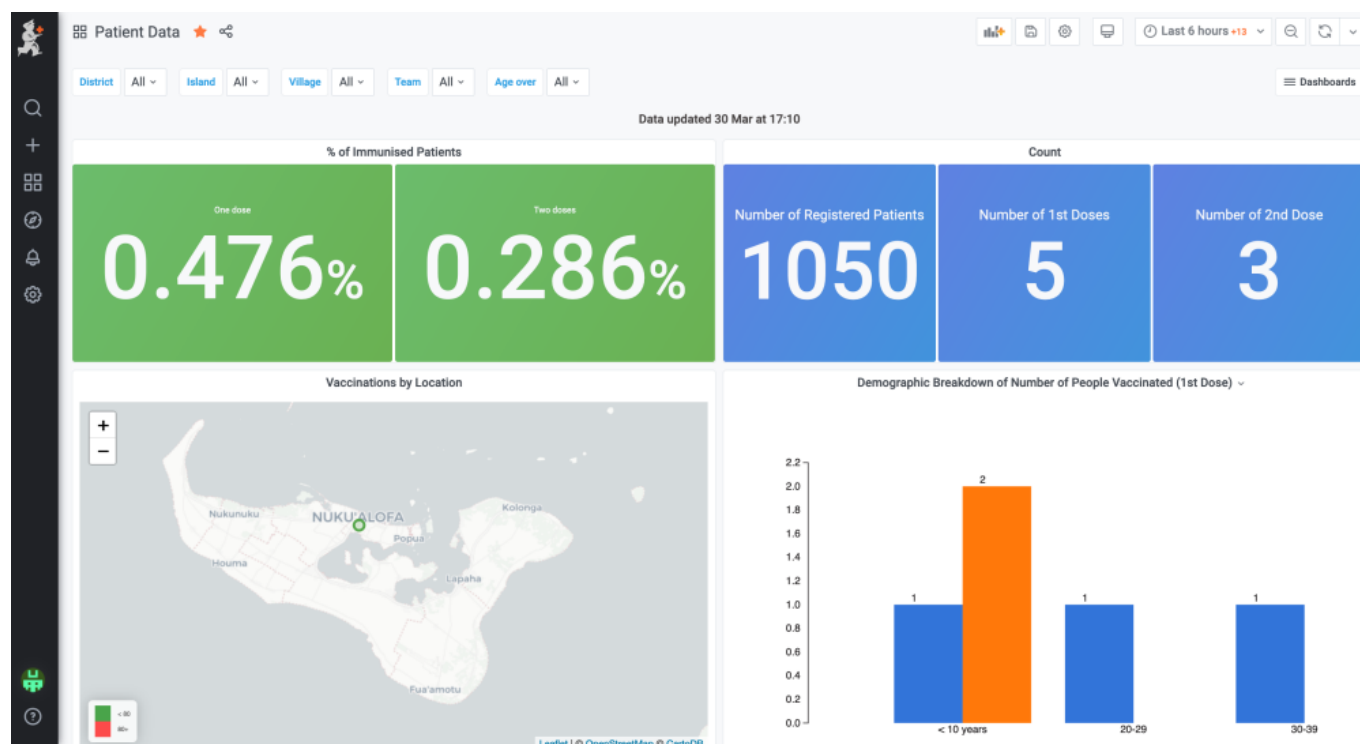 Patient Data
Last 6 hours +13
District All Island All Village All Team All Age over All
Dashboards
Data updated 30 Mar at 17:10
% of Immunised Patients
One dose
0.476%
Two doses
0.286%
Count
Number of Registered Patients
1050
Number of 1st Doses
5
Number of 2nd Dose
3
Vaccinations by Location
+
−
Nukunuku
NUKU'ALOFA
Kolonga
Popua
Houma
Lapaha
Fua'amotu
< 80
80+
Leaflet | © OpenStreetMap © CartoDB
Demographic Breakdown of Number of People Vaccinated (1st Dose)
2.2
2.0
1.8
1.6
1.4
1.2
1.0
0.8
0.6
0.4
0.2
0.0
1
2
1
1
< 10 years
20-29
30-39